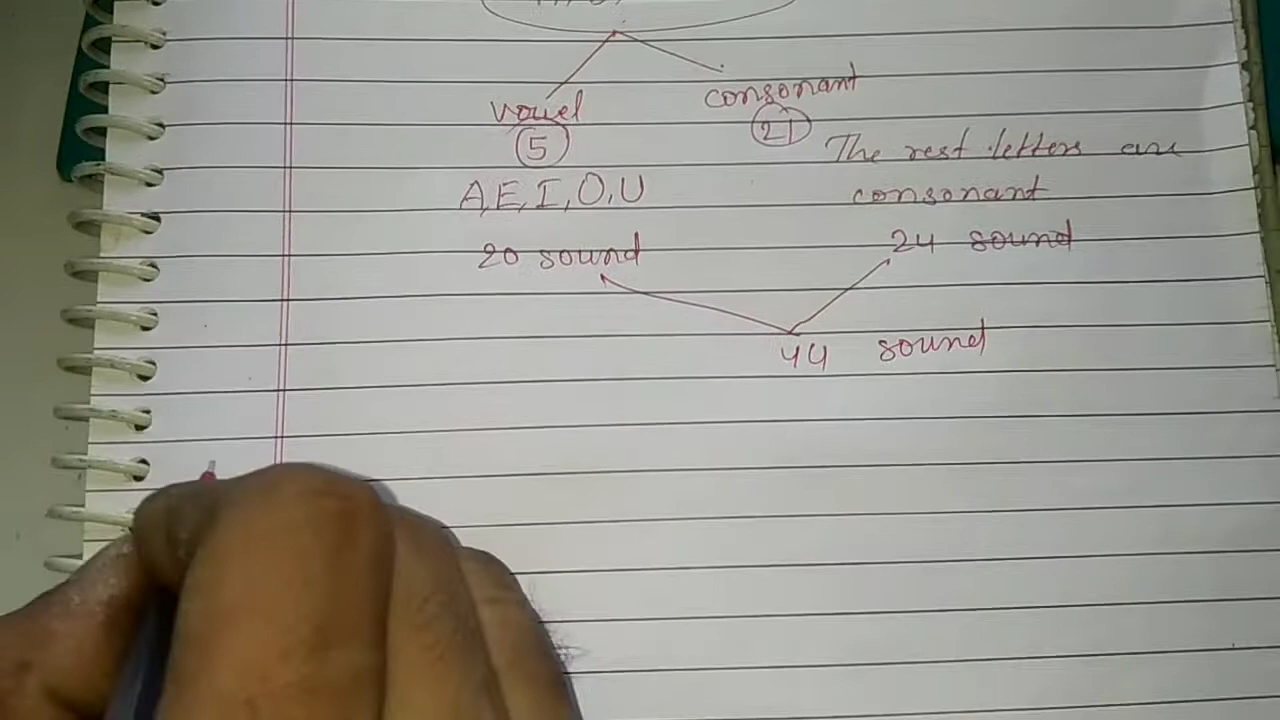 vowel consonant
5 21
The rest letters are
A, E, I, O, U consonant
20 sound 24 sound
44 sound